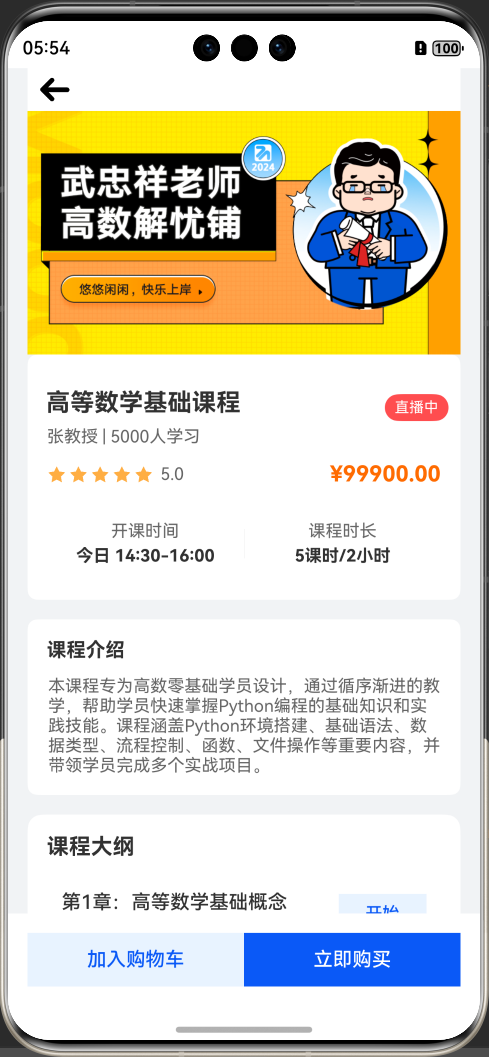 05:54
100
2024
武忠祥老师
高数解忧铺
悠悠闲闲，快乐上岸
高等数学基础课程
直播中
张教授 | 5000人学习
5.0
¥99900.00
开课时间
课程时长
今日 14:30-16:00
5课时/2小时
课程介绍
本课程专为高数零基础学员设计，通过循序渐进的教
学，帮助学员快速掌握Python编程的基础知识和实
践技能。课程涵盖Python环境搭建、基础语法、数
据类型、流程控制、函数、文件操作等重要内容，并
带领学员完成多个实战项目。
课程大纲
第1章：高等数学基础概念
开始
加入购物车
立即购买